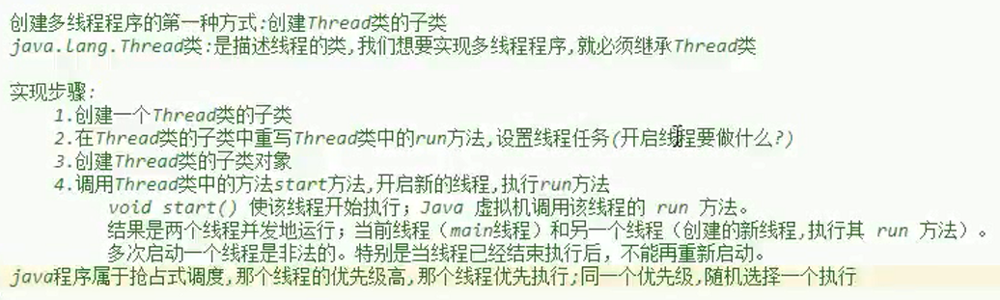 创建多线程程序的第一种方式:创建Thread类的子类
java.lang.Thread类:是描述线程的类,我们想要实现多线程程序,就必须继承Thread类
实现步骤:
1.创建一个Thread类的子类
2.在Thread类的子类中重写Thread类中的run方法,设置线程任务(开启线程要做什么?)
3.创建Thread类的子类对象
4.调用Thread类中的方法start方法,开启新的线程,执行run方法
void start() 使该线程开始执行；Java 虚拟机调用该线程的 run 方法。
结果是两个线程并发地运行；当前线程（main线程）和另一个线程（创建的新线程,执行其 run 方法）。
多次启动一个线程是非法的。特别是当线程已经结束执行后，不能再重新启动。
java程序属于抢占式调度,那个线程的优先级高,那个线程优先执行;同一个优先级,随机选择一个执行